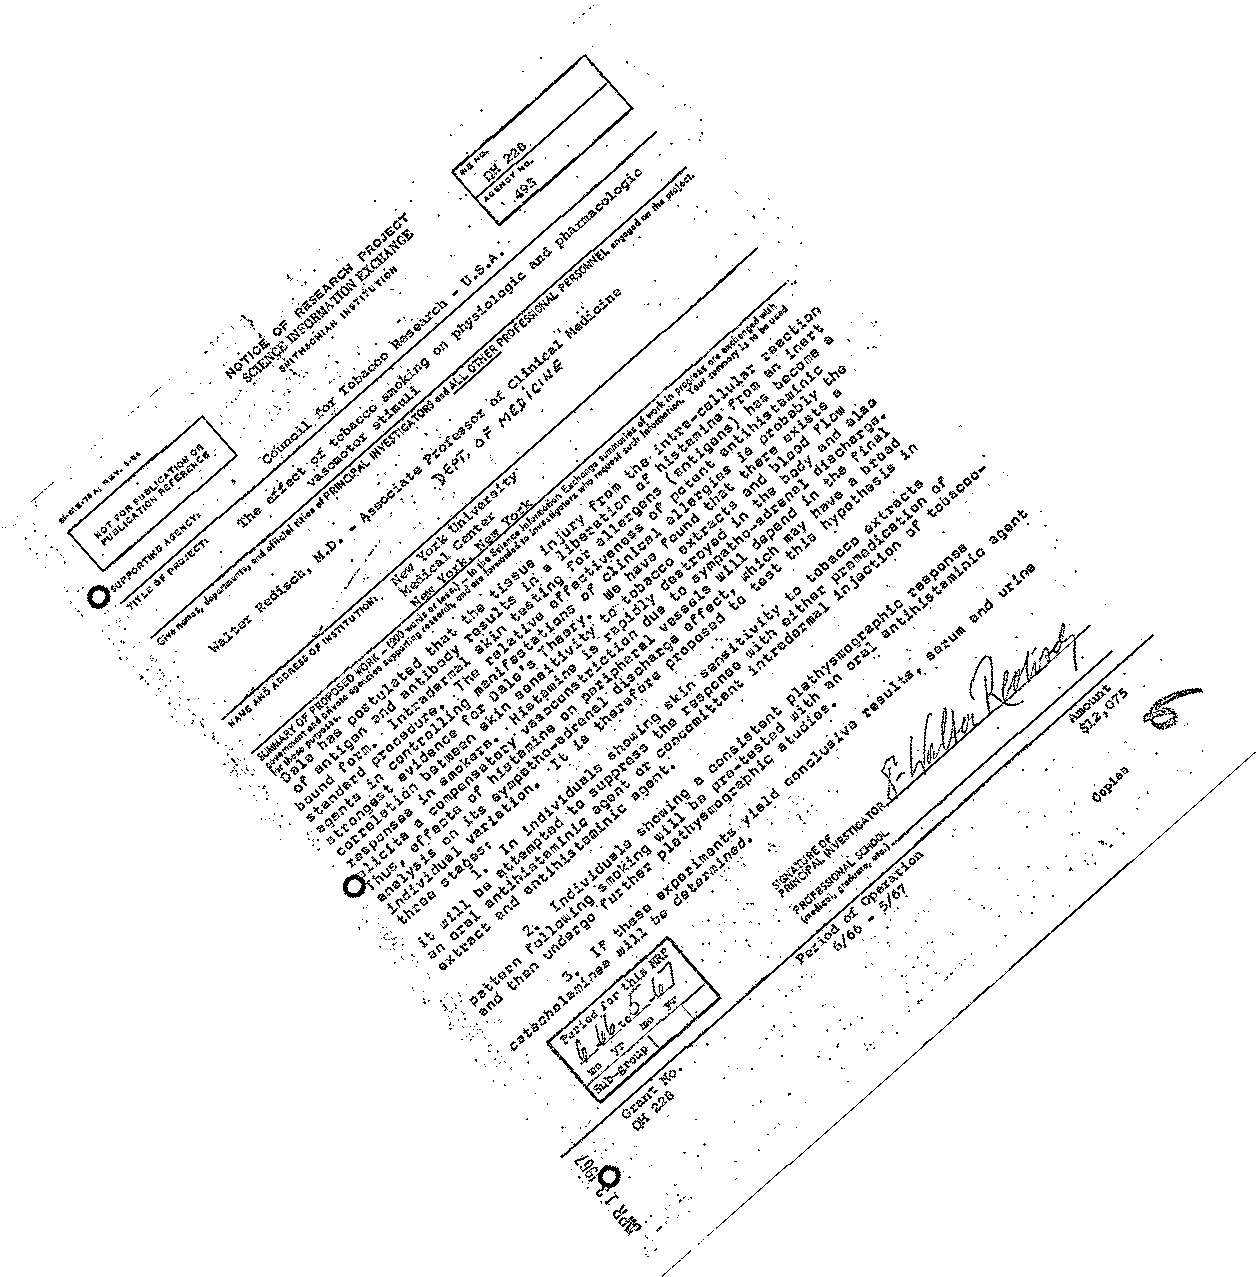 NOTICE OF RESEARCH PROJECT
SCIENCE INFORMATION EXCHANGE
SMITHSONIAN INSTITUTION
SIE NO.
QH 228
AGENCY NO.
495
NOT FOR PUBLICATION OR
PUBLICATION REFERENCE
SUPPORTING AGENCY:
Council for Tobacco Research - U.S.A.
TITLE OF PROJECT:
The effect of tobacco smoking on physiologic and pharmacologic
vasomotor stimuli
Give names, departments, and official titles of PRINCIPAL INVESTIGATORS and ALL OTHER PROFESSIONAL PERSONNEL engaged on the project.
Walter Redisch, M.D. - Associate Professor of Clinical Medicine
DEPT. OF MEDICINE
NAME AND ADDRESS OF INSTITUTION:
New York University
Medical Center
New York, New York
SUMMARY OF PROPOSED WORK - (200 words or less) - In the Science Information Exchange summaries of work in progress are exchanged with
government and private agencies supporting research, and are forwarded to investigators who request such information. Your summary is to be used
for these purposes.
Dale has postulated that the tissue injury from the intra-cellular reaction
of antigen and antibody results in a liberation of histamine from an inert
bound form. Intradermal skin testing for allergens (antigens) has become a
standard procedure. The relative effectiveness of potent antihistaminic
agents in controlling manifestations of clinical allergies is probably the
strongest evidence for Dale's Theory. We have found that there exists a
correlation between skin sensitivity to tobacco extracts and blood flow
responses in smokers. Histamine is rapidly destroyed in the body and also
elicits a compensatory vasoconstriction due to sympatho-adrenal discharge.
Thus, effects of histamine on peripheral vessels will depend in the final
analysis on its sympatho-adrenal discharge effect, which may have a broad
individual variation. It is therefore proposed to test this hypothesis in
three stages:
1. In individuals showing skin sensitivity to tobacco extracts
it will be attempted to suppress the response with either premedication of
an oral antihistaminic agent or concomittent intradermal injection of tobacco-
extract and antihistaminic agent.
2. Individuals showing a consistent plathysmographic response
pattern following smoking will be pre-tested with an oral antihistaminic agent
and then undergo further plathysmographic studies.
3. If these experiments yield conclusive results, serum and urine
catecholamines will be determined.
SIGNATURE OF
PRINCIPAL INVESTIGATOR
Walter Redisch
PROFESSIONAL SCHOOL
(medical, graduate, etc.)
Period for this NRP
6 66 to 5 67
mo yr mo yr
Sub-group
Grant No.
QH 228
Period of Operation
6/66 - 5/67
Amount
$12,075
6
Copies
APR 13 1967